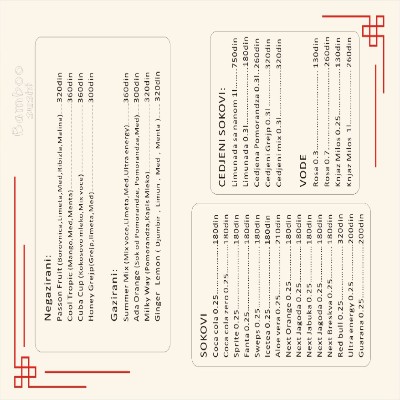 Bamboo
Negazirani:
Passon Fruit (Borovnica,Limeta,Med,Ribizla,Malina)....320din
Cool Tropic (Mango,Med,Menta)....360din
Cuba Cup (Kokosovo mleko,Mix voce)....360din
Honey Grejp(Grejp,limeta,Med)....300din
Gazirani:
Summer Mix (Mix voce,Limeta,Med,Ultra energy)....360din
Ada Orange (Sok od Pomorandze, Pomorandza,Med)....300din
Milky Way (Pomorandza,Kapis Mleko)....320din
Ginger Lemon ( Djumbir , Limun , Med , Menta )....320din
CEDJENI SOKOVI:
Limunada sa nanom 1l....750din
Limunada 0.3l....180din
Cedjena Pomorandza 0.3l....260din
Cedjeni Grejp 0.3l....320din
Cedjeni mix 0.3l....320din
VODE
Rosa 0.3....130din
Rosa 0.7....260din
Knjaz Milos 0.25....130din
Knjaz Milos 1l....260din
SOKOVI
Coca cola 0.25....180din
Coca cola zero 0.25....180din
Sprite 0.25....180din
Fanta 0.25....180din
Sweps 0.25....180din
Icetea 0.25....180din
Aloe vera 0.25....210din
Next Orange 0.25....180din
Next Jagoda 0.25....180din
Next Jabuka 0.25....180din
Next Jagoda 0.25....180din
Next Breskva 0.25....180din
Red bull 0.25....320din
Ultra energy 0.25....200din
Guarana 0.25....200din